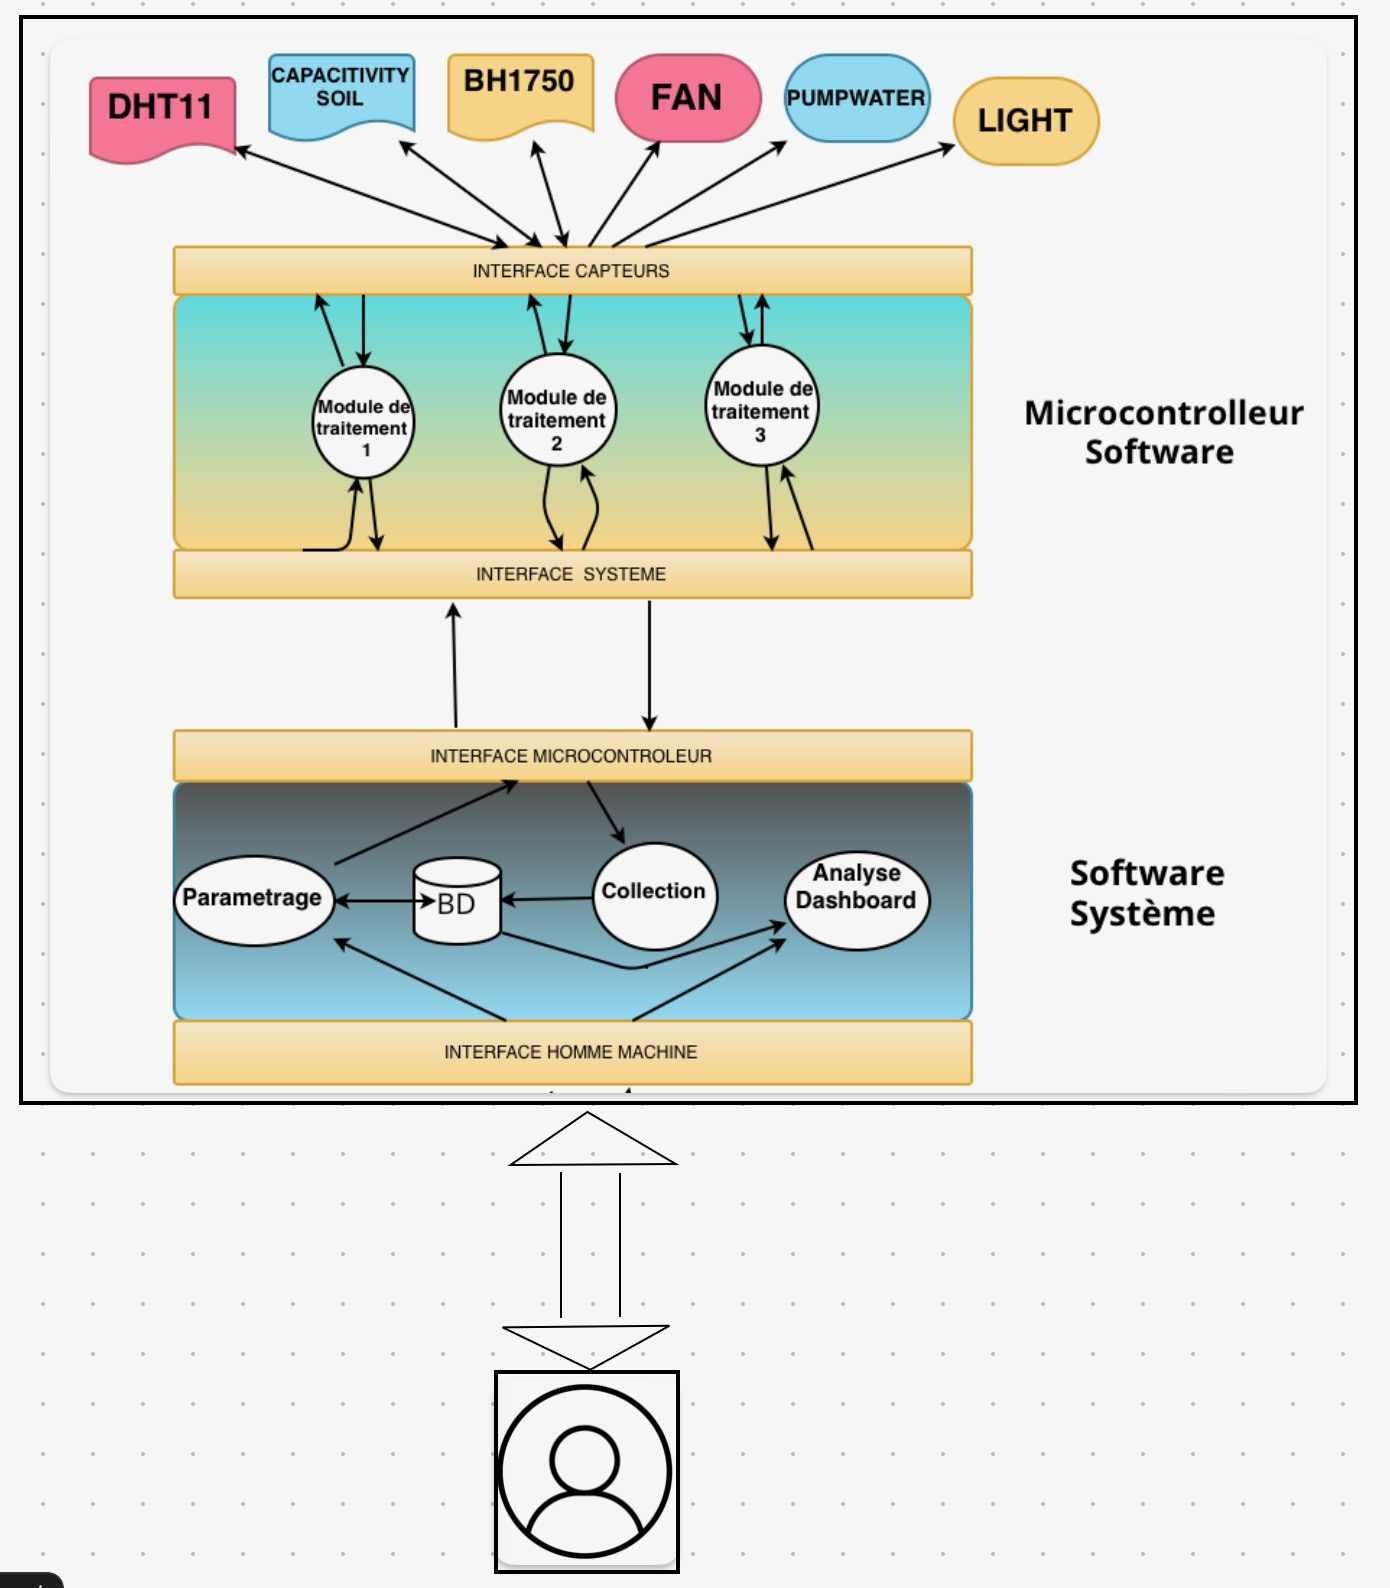 DHT11
CAPACITIVITY
SOIL
BH1750
FAN
PUMPWATER
LIGHT
INTERFACE CAPTEURS
Module de
traitement
1
Module de
traitement
2
Module de
traitement
3
Microcontrolleur
Software
INTERFACE  SYSTEME
INTERFACE MICROCONTROLEUR
Parametrage
BD
Collection
Analyse
Dashboard
Software
Système
INTERFACE HOMME MACHINE